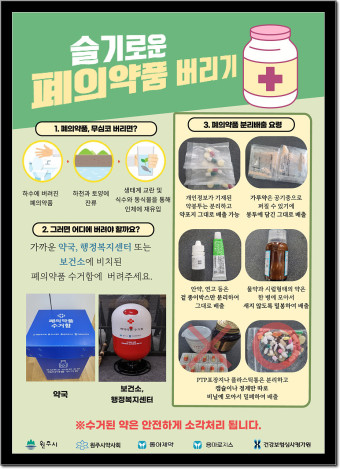 슬기로운
폐의약품 버리기
1. 폐의약품, 무심코 버리면?
하수에 버려진
폐의약품
하천과 토양에
잔류
생태계 교란 및
식수와 동식물을 통해
인체에 재유입
2. 그러면 어디에 버려야 할까요?
가까운 약국, 행정복지센터 또는
보건소에 비치된
폐의약품 수거함에 버려주세요.
폐의약품
수거함
약국
보건소,
행정복지센터
3. 폐의약품 분리배출 요령
개인정보가 기재된
약봉투는 분리하고
약포지 그대로 배출 가능
가루약은 공기중으로
퍼질 수 있기에
봉투에 담긴 그대로 배출
안약, 연고 등은
겉 종이박스만 분리하여
그대로 배출
물약과 시럽형태의 약은
한 병에 모아서
새지 않도록 밀봉하여 배출
PTP포장지나 플라스틱통은 분리하고
캡슐이나 정제만 따로
비닐에 모아서 밀폐하여 배출
※수거된 약은 안전하게 소각처리 됩니다.
원주시
원주시약사회
동아제약
용마로지스
건강보험심사평가원